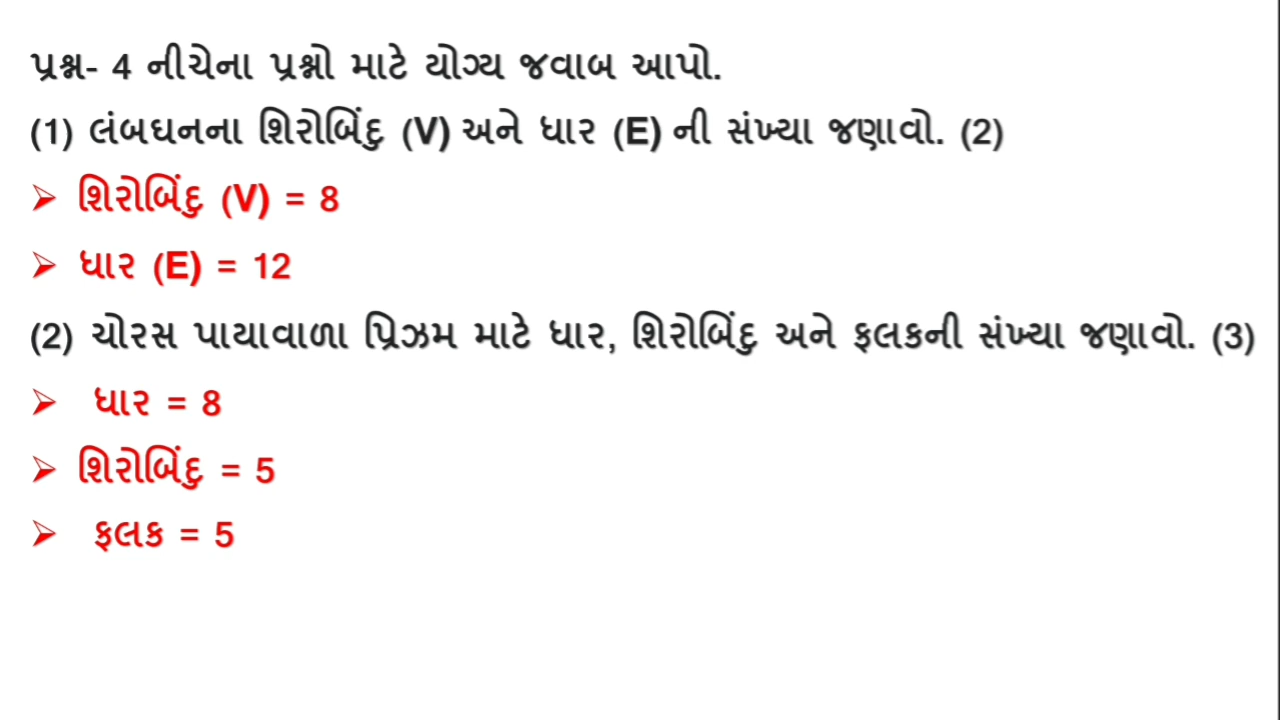 પ્રશ્ન- 4 નીચેના પ્રશ્નો માટે યોગ્ય જવાબ આપો.
(1) લંબઘનના શિરોબિંદુ (V) અને ધાર (E) ની સંખ્યા જણાવો. (2)
➢ શિરોબિંદુ (V) = 8
➢ ધાર (E) = 12
(2) ચોરસ પાયાવાળા પ્રિઝમ માટે ધાર, શિરોબિંદુ અને ફલકની સંખ્યા જણાવો. (3)
➢ ધાર = 8
➢ શિરોબિંદુ = 5
➢ ફલક = 5